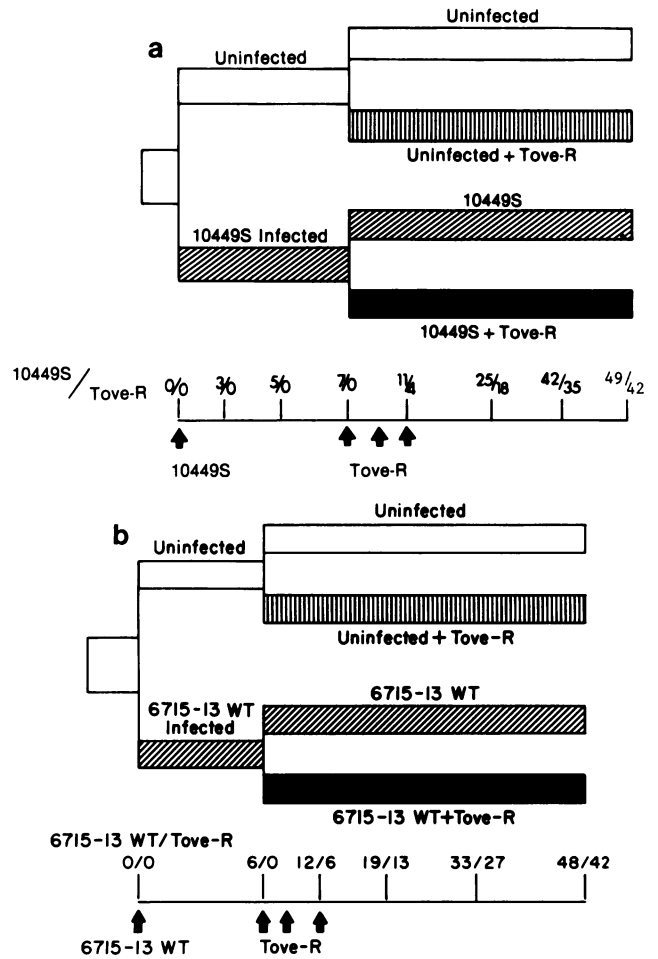 a
Uninfected
Uninfected
Uninfected + Tove-R
10449S Infected
10449S
10449S + Tove-R
10449S/Tove-R
0/0 3/0 5/0 7/0 11/4 25/18 42/35 49/42
10449S Tove-R
b
Uninfected
Uninfected
Uninfected + Tove-R
6715-13 WT
Infected
6715-13 WT
6715-13 WT+Tove-R
6715-13 WT/Tove-R
0/0 6/0 12/6 19/13 33/27 48/42
6715-13 WT Tove-R